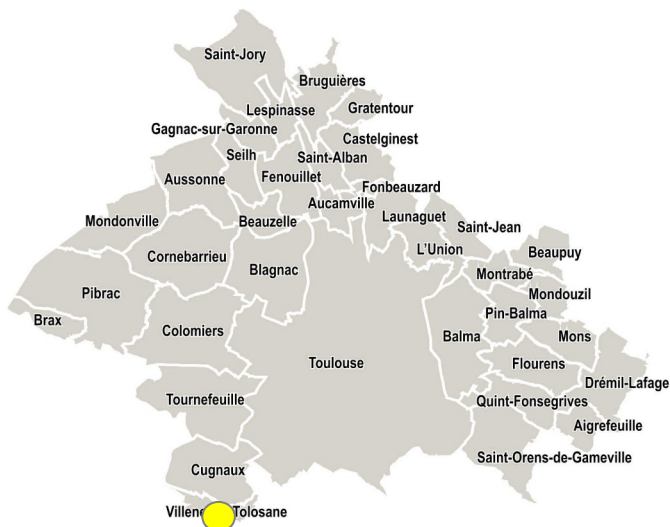 Saint-Jory
Bruguières
Lespinasse
Gratentour
Gagnac-sur-Garonne
Castelginest
Seilh
Saint-Alban
Aussonne
Fenouillet
Fonbeauzard
Aucamville
Mondonville
Beauzelle
Launaguet
Saint-Jean
L'Union
Beaupuy
Cornebarrieu
Blagnac
Montrabé
Pibrac
Mondouzil
Brax
Pin-Balma
Colomiers
Balma
Mons
Toulouse
Flourens
Drémil-Lafage
Tournefeuille
Quint-Fonsegrives
Aigrefeuille
Saint-Orens-de-Gameville
Cugnaux
Tolosane